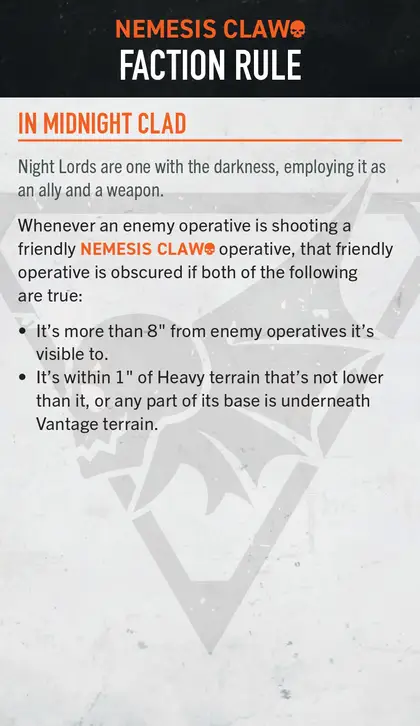 NEMESIS CLAW
FACTION RULE
IN MIDNIGHT CLAD
Night Lords are one with the darkness, employing it as
an ally and a weapon.
Whenever an enemy operative is shooting a
friendly NEMESIS CLAW operative, that friendly
operative is obscured if both of the following
are true:
• It’s more than 8" from enemy operatives it’s
visible to.
• It’s within 1" of Heavy terrain that’s not lower
than it, or any part of its base is underneath
Vantage terrain.